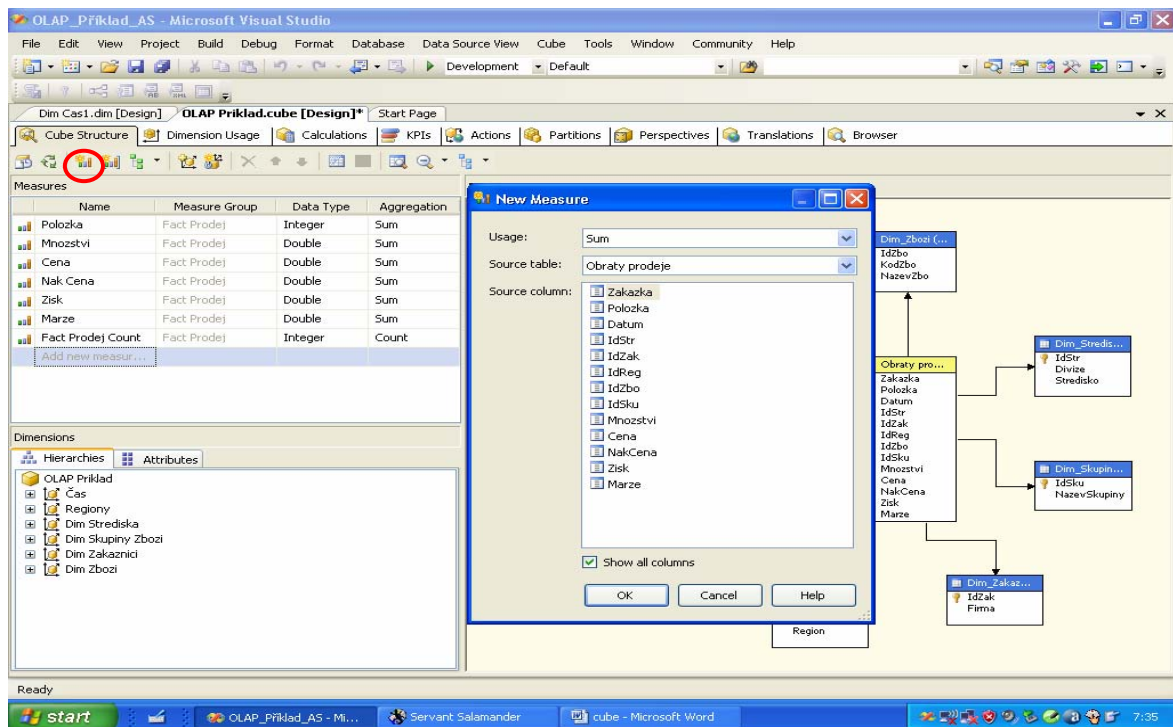 OLAP_Příklad_AS - Microsoft Visual Studio
File Edit View Project Build Debug Format Database Data Source View Cube Tools Window Community Help
Development Default
Dim Cas1.dim [Design] OLAP Priklad.cube [Design]* Start Page
Cube Structure Dimension Usage Calculations KPIs Actions Partitions Perspectives Translations Browser
Measures
Name Measure Group Data Type Aggregation
Polozka Fact Prodej Integer Sum
Mnozstvi Fact Prodej Double Sum
Cena Fact Prodej Double Sum
Nak Cena Fact Prodej Double Sum
Zisk Fact Prodej Double Sum
Marze Fact Prodej Double Sum
Fact Prodej Count Fact Prodej Integer Count
Add new measur...
Dimensions
Hierarchies Attributes
OLAP Priklad
Čas
Regiony
Dim Strediska
Dim Skupiny Zbozi
Dim Zakaznici
Dim Zbozi
New Measure
Usage: Sum
Source table: Obraty prodeje
Source column:
Zakazka
Polozka
Datum
IdStr
IdZak
IdReg
IdZbo
IdSku
Mnozstvi
Cena
NakCena
Zisk
Marze
Show all columns
OK Cancel Help
Dim_Zbozi (...
IdZbo
KodZbo
NazevZbo
Obraty pro...
Zakazka
Polozka
Datum
IdStr
IdZak
IdReg
IdZbo
IdSku
Mnozstvi
Cena
NakCena
Zisk
Marze
Dim_Stredis...
IdStr
Divize
Stredisko
Dim_Skupin...
IdSku
NazevSkupiny
Dim_Zakaz...
IdZak
Firma
Region
Ready
start OLAP_Příklad_AS - Mi... Servant Salamander cube - Microsoft Word 7:35